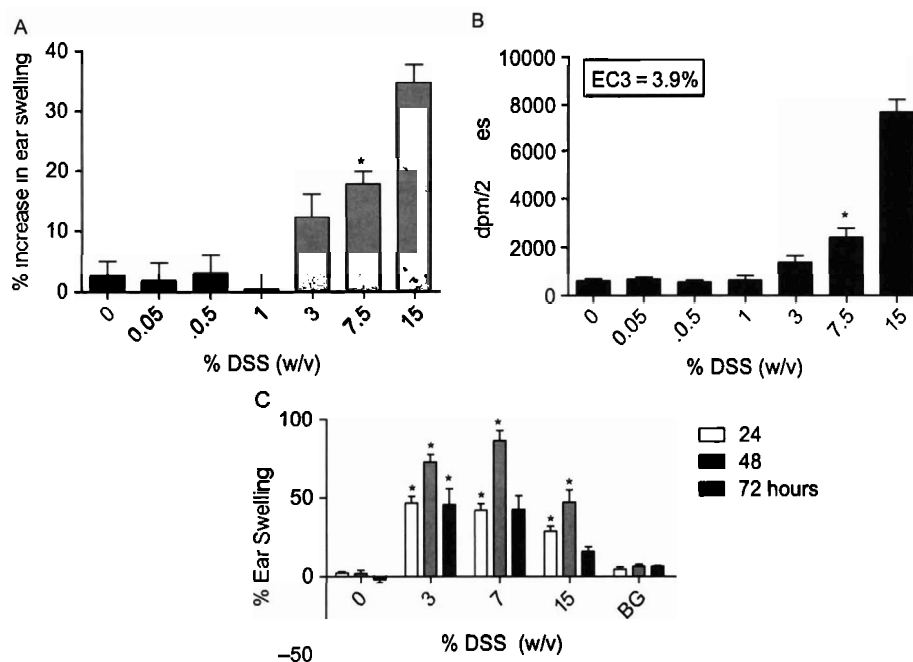 A
% increase in ear swelling
40
30
20
10
0
*
0
0.05
.0.5
1
3
7.5
15
% DSS (w/v)
B
dpm/2 es
10000
8000
6000
4000
2000
0
EC3 = 3.9%
*
0
0.05
.0.5
1
3
7.5
15
% DSS (w/v)
C
% Ear Swelling
100
50
0
–50
* * * * * * *
0
3
7
15
BG
% DSS (w/v)
24
48
72 hours